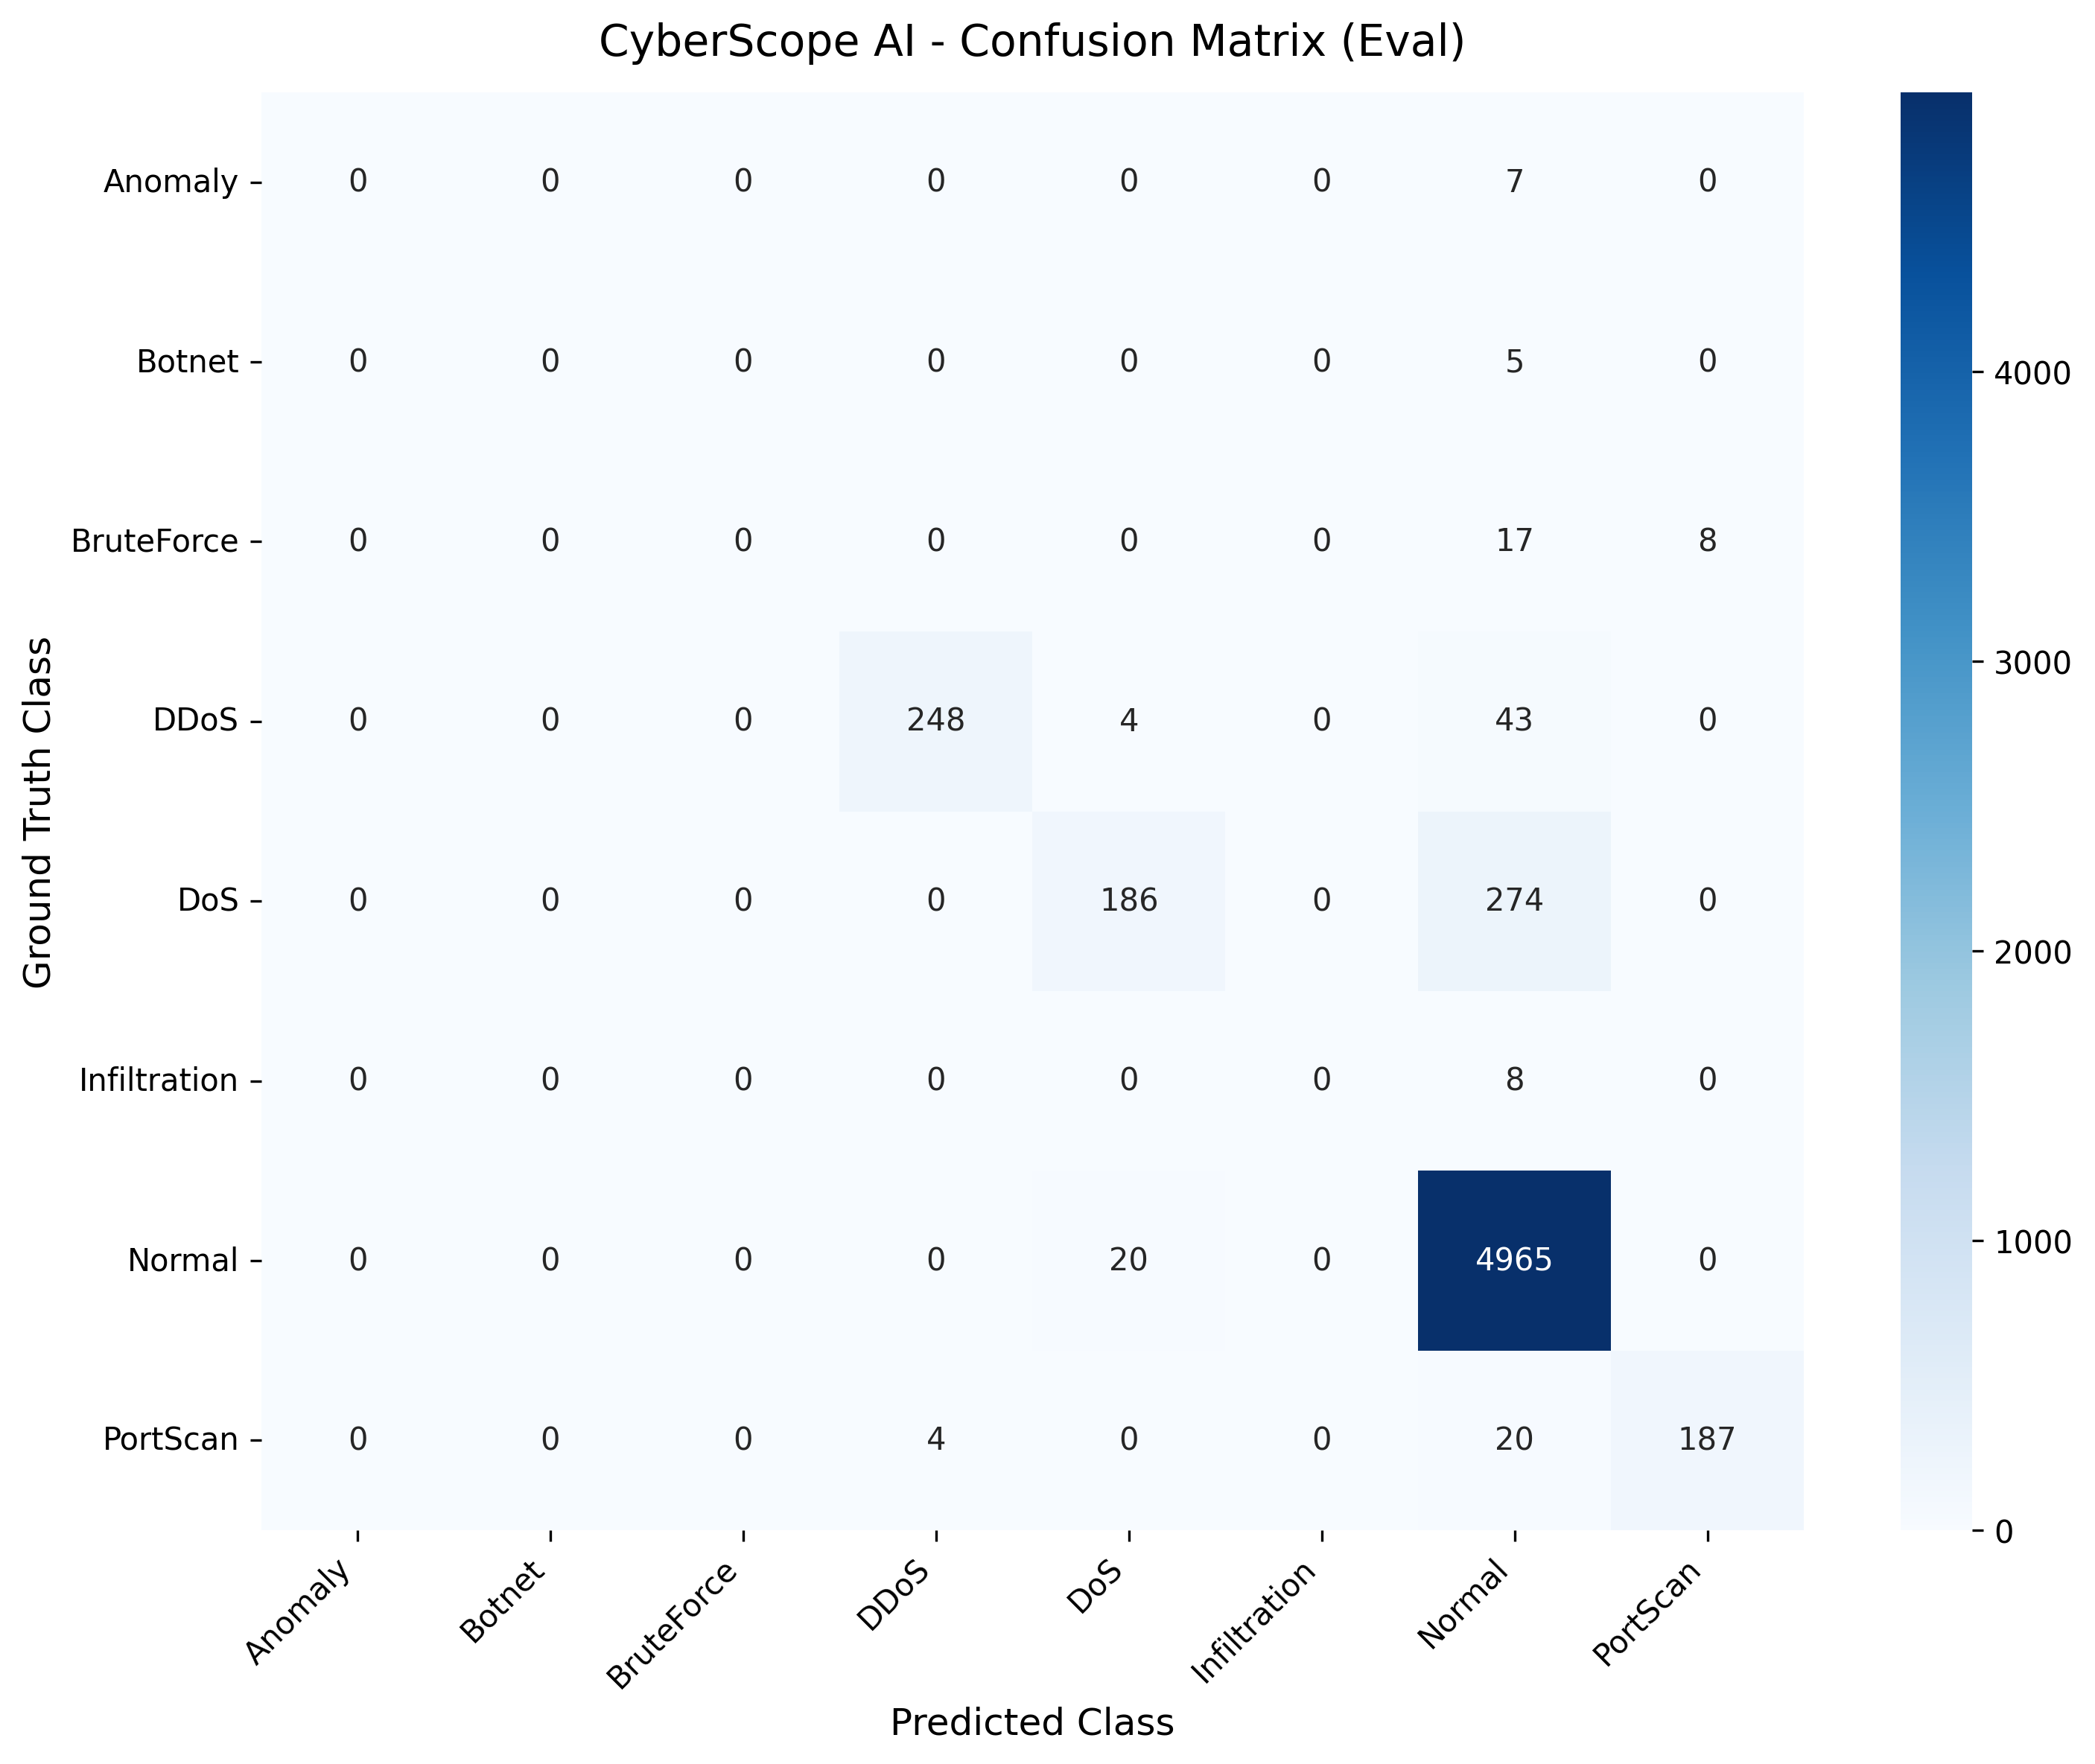 CyberScope AI - Confusion Matrix (Eval)
Ground Truth Class
Anomaly 0 0 0 0 0 0 7 0
Botnet 0 0 0 0 0 0 5 0
BruteForce 0 0 0 0 0 0 17 8
DDoS 0 0 0 248 4 0 43 0
DoS 0 0 0 0 186 0 274 0
Infiltration 0 0 0 0 0 0 8 0
Normal 0 0 0 0 20 0 4965 0
PortScan 0 0 0 4 0 0 20 187
Anomaly Botnet BruteForce DDoS DoS Infiltration Normal PortScan
Predicted Class
4000
3000
2000
1000
0